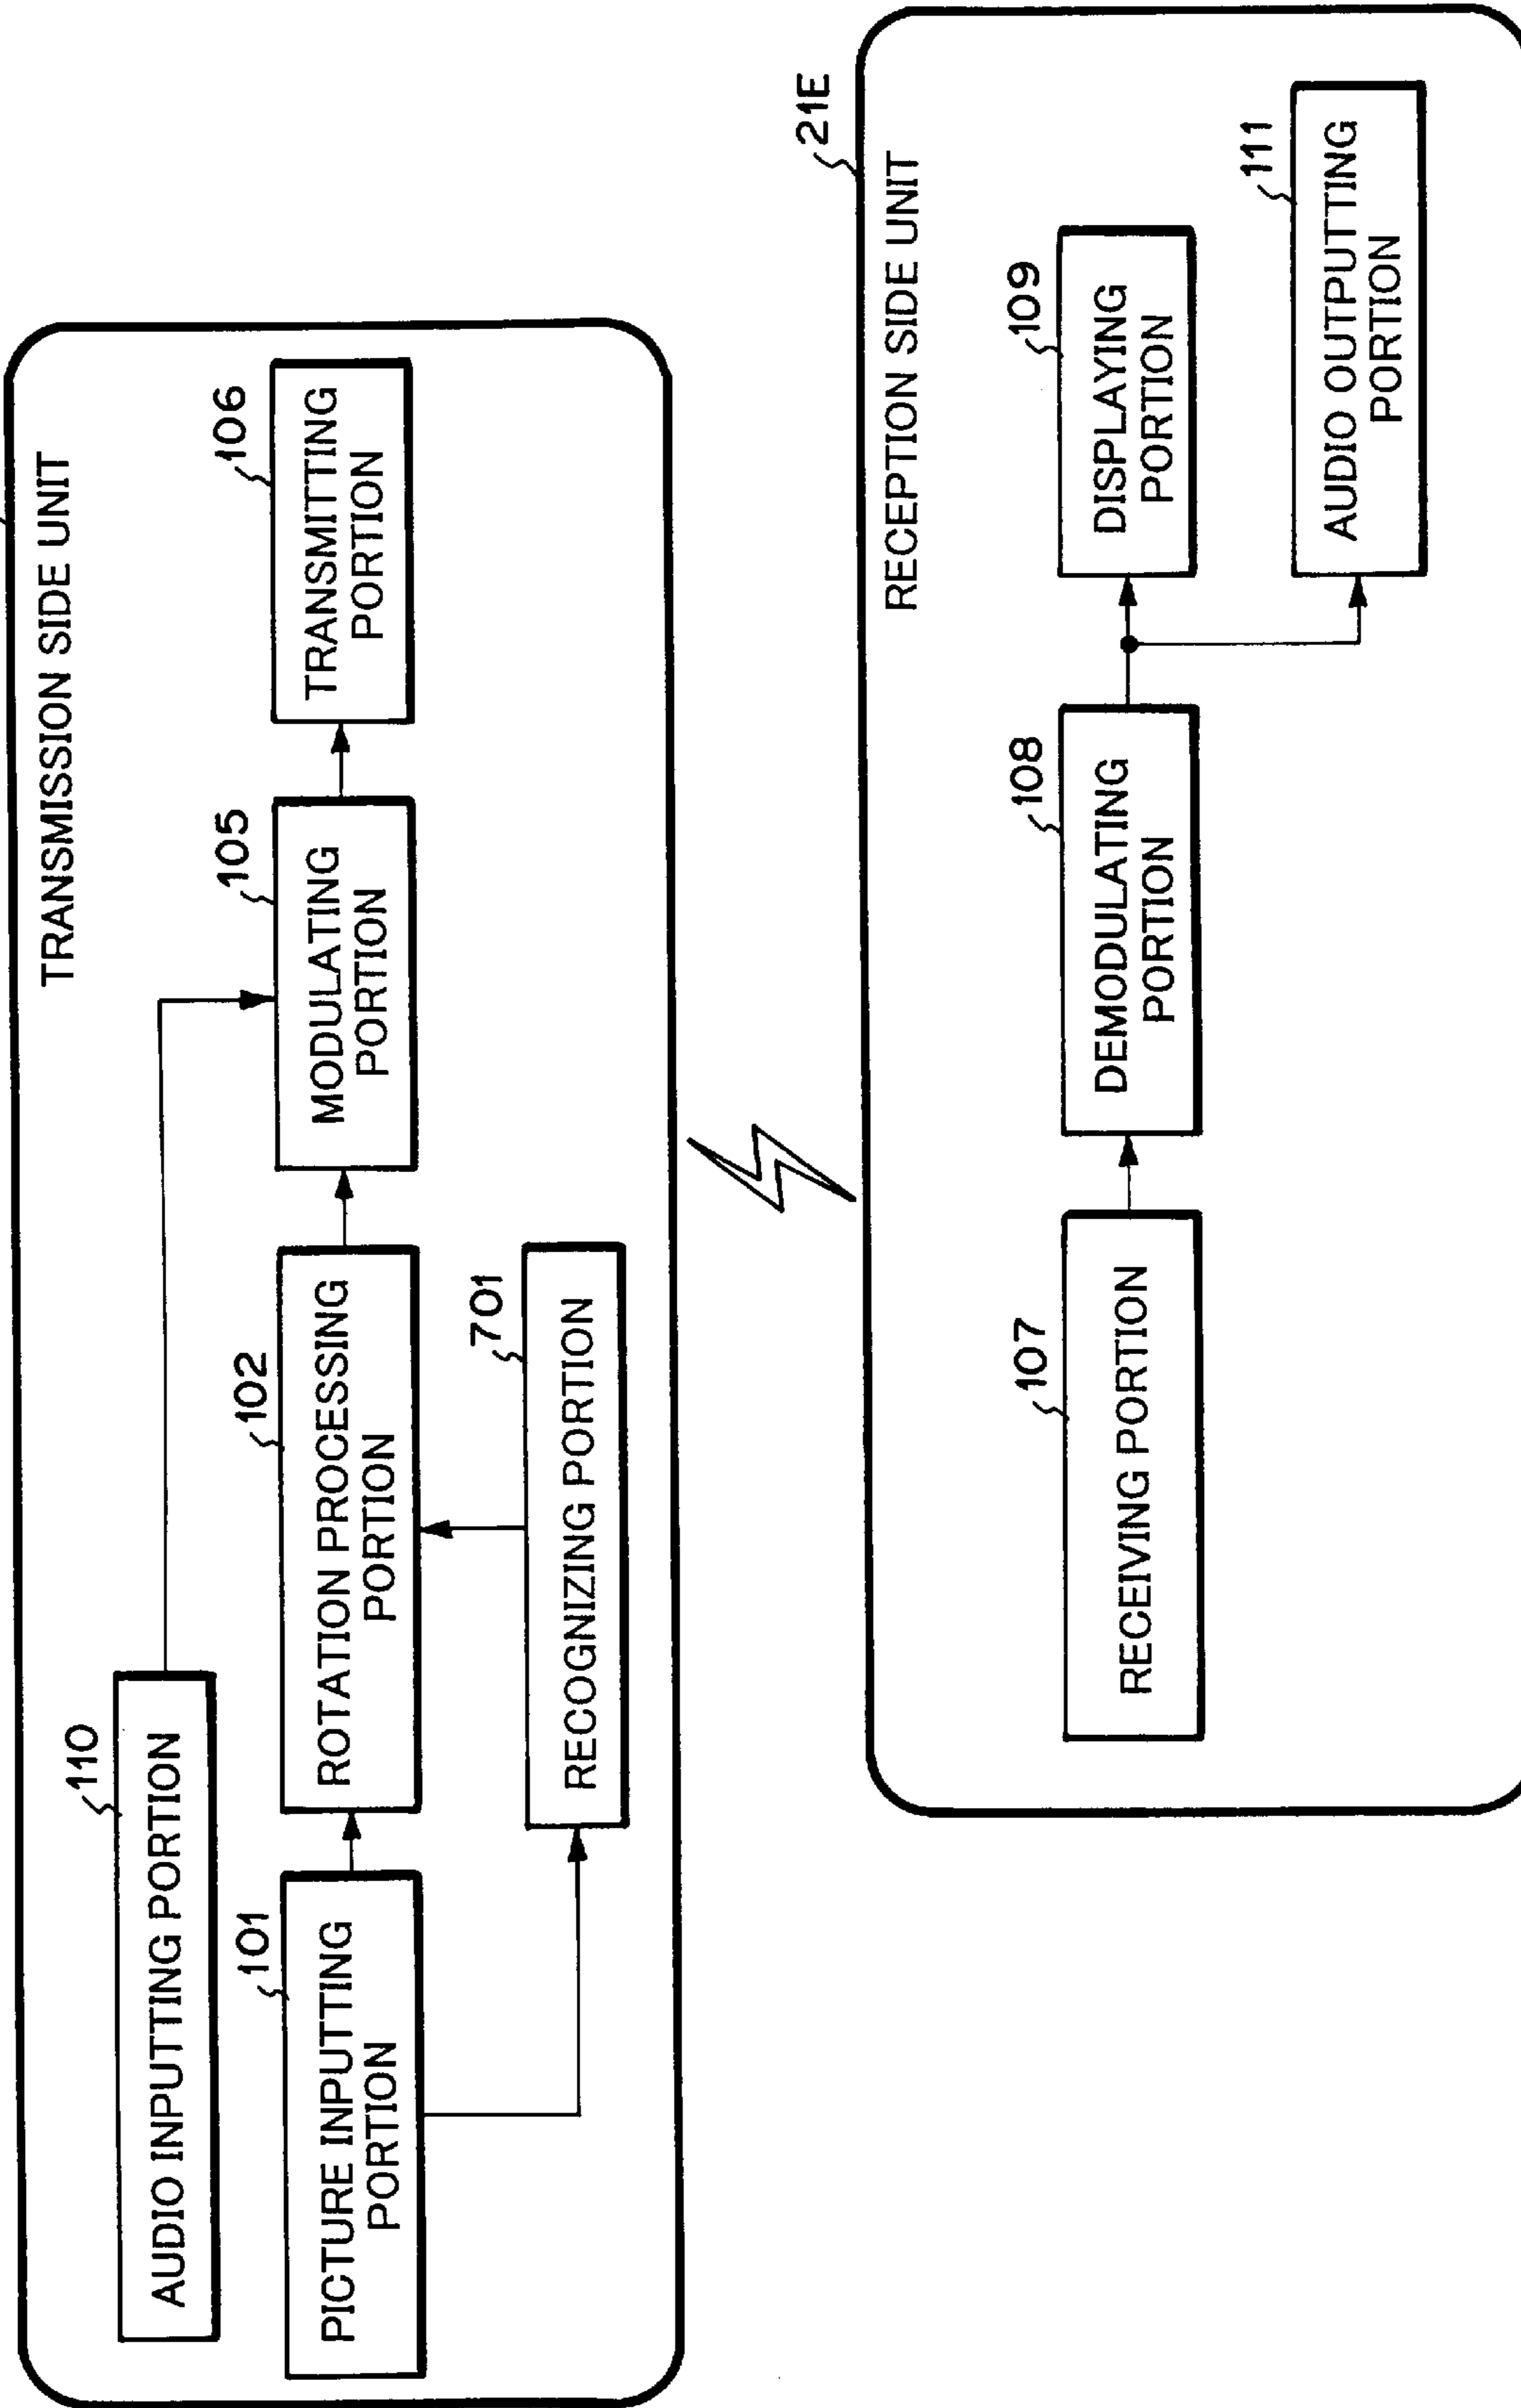 TRANSMISSION SIDE UNIT
110
AUDIO INPUTTING PORTION
101
PICTURE INPUTTING
PORTION
102
ROTATION PROCESSING
PORTION
105
MODULATING
PORTION
106
TRANSMITTING
PORTION
701
RECOGNIZING PORTION
21E
RECEPTION SIDE UNIT
107
RECEIVING PORTION
108
DEMODULATING
PORTION
109
DISPLAYING
PORTION
111
AUDIO OUTPUTTING
PORTION